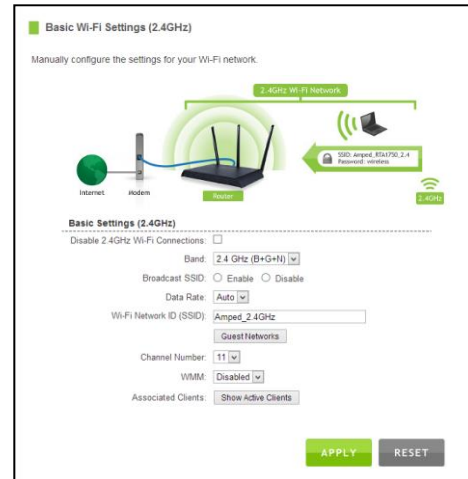 Basic Wi-Fi Settings (2.4GHz)
Manually configure the settings for your Wi-Fi network.
2.4GHz Wi-Fi Network
SSID: Amped_RTA1750_2.4
Password: wireless
Internet
Modem
Router
2.4GHz
Basic Settings (2.4GHz)
Disable 2.4GHz Wi-Fi Connections:
Band: 2.4 GHz (B+G+N)
Broadcast SSID: Enable Disable
Data Rate: Auto
Wi-Fi Network ID (SSID): Amped_2.4GHz
Guest Networks
Channel Number: 11
WMM: Disabled
Associated Clients: Show Active Clients
APPLY RESET